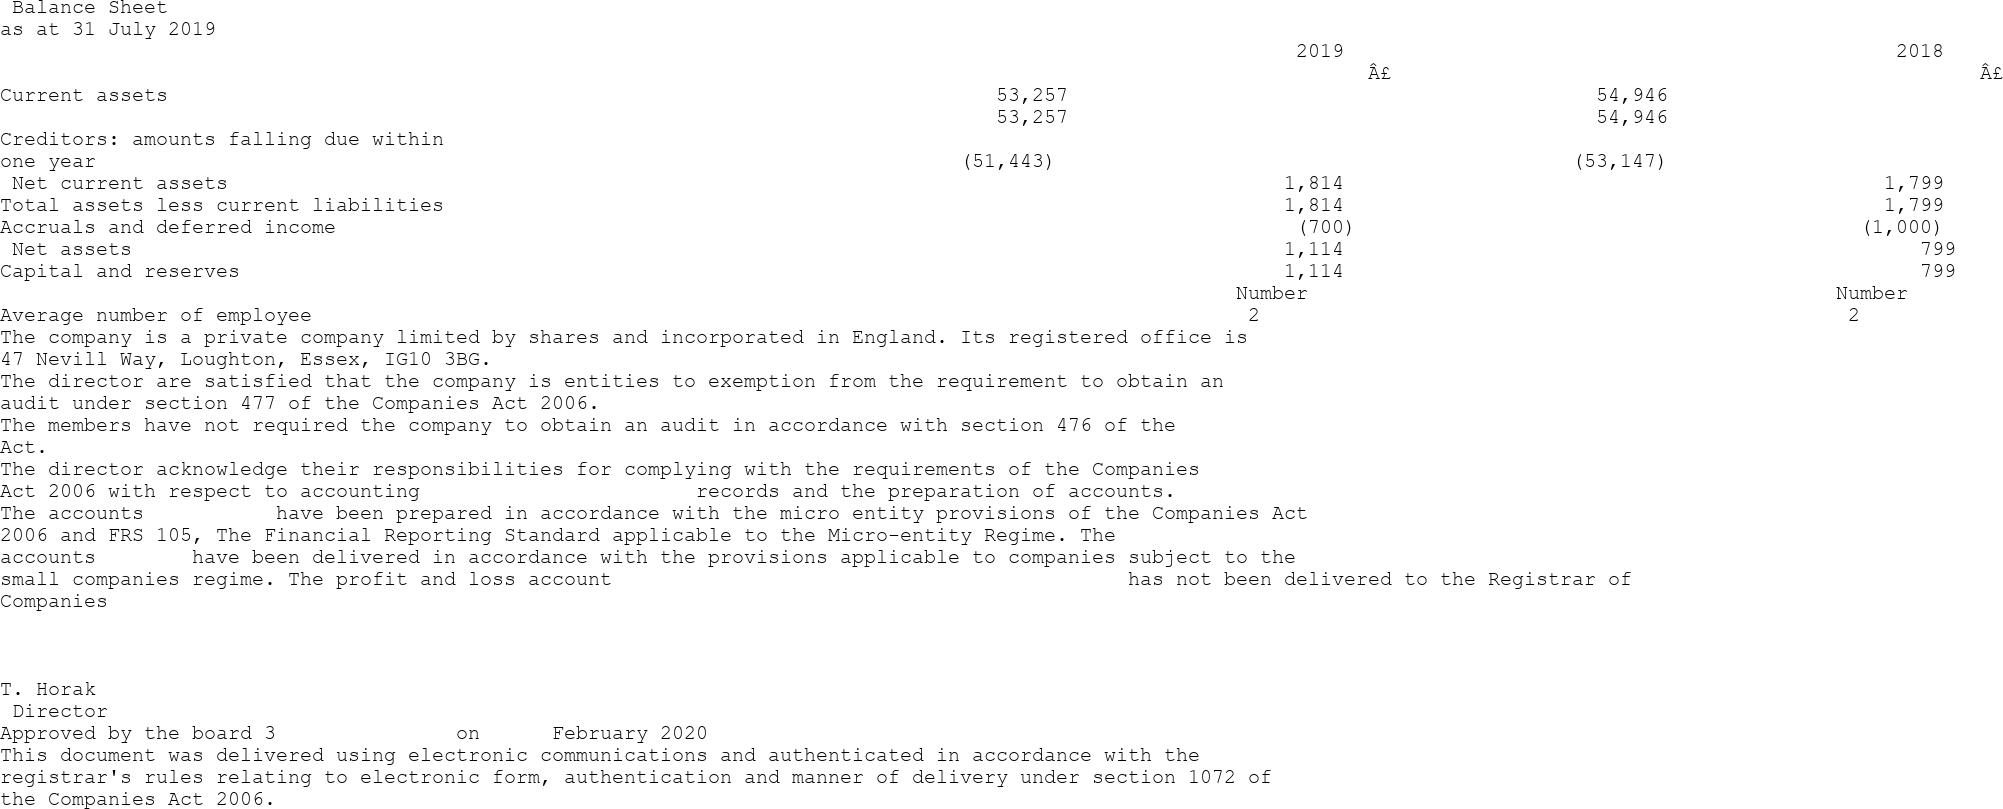 Balance Sheet
as at 31 July 2019
2019 2018
Â£ Â£
Current assets 53,257 54,946
53,257 54,946
Creditors: amounts falling due within
one year (51,443) (53,147)
Net current assets 1,814 1,799
Total assets less current liabilities 1,814 1,799
Accruals and deferred income (700) (1,000)
Net assets 1,114 799
Capital and reserves 1,114 799
Number Number
Average number of employee 2 2
The company is a private company limited by shares and incorporated in England. Its registered office is
47 Nevill Way, Loughton, Essex, IG10 3BG.
The director are satisfied that the company is entities to exemption from the requirement to obtain an
audit under section 477 of the Companies Act 2006.
The members have not required the company to obtain an audit in accordance with section 476 of the
Act.
The director acknowledge their responsibilities for complying with the requirements of the Companies
Act 2006 with respect to accounting records and the preparation of accounts.
The accounts have been prepared in accordance with the micro entity provisions of the Companies Act
2006 and FRS 105, The Financial Reporting Standard applicable to the Micro-entity Regime. The
accounts have been delivered in accordance with the provisions applicable to companies subject to the
small companies regime. The profit and loss account has not been delivered to the Registrar of
Companies
T. Horak
Director
Approved by the board 3 on February 2020
This document was delivered using electronic communications and authenticated in accordance with the
registrar's rules relating to electronic form, authentication and manner of delivery under section 1072 of
the Companies Act 2006.